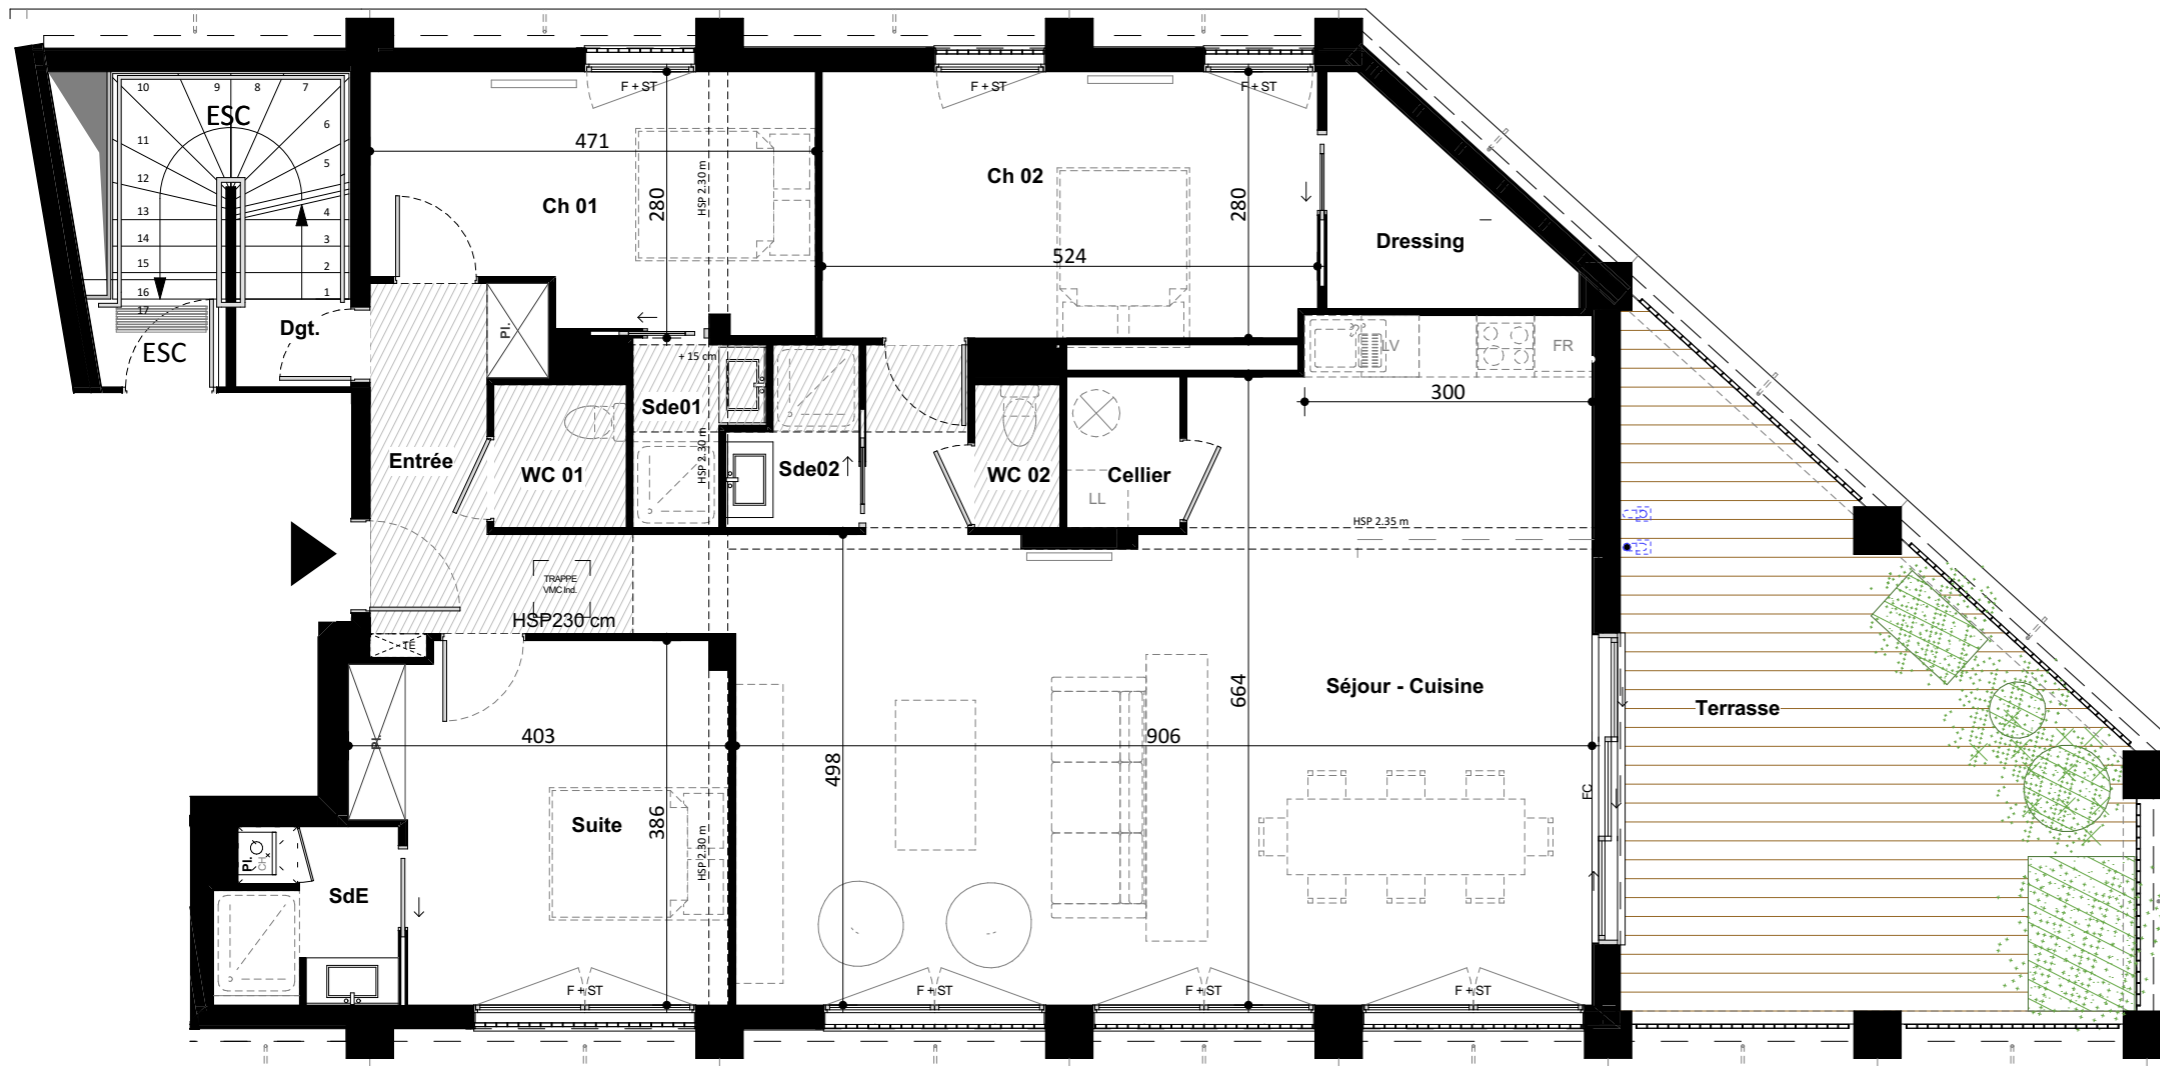 10
9
8
7
ESC
11
6
12
5
13
4
14
3
15
2
16
1
17
ESC
Dgt.
F + ST
471
280
HSP 2.30 m
Ch 01
F + ST
F + ST
Ch 02
280
524
Dressing
Pl.
+ 15 cm
Sde01
HSP 2.30 m
Sde02
Entrée
WC 01
WC 02
Cellier
LL
LV
FR
300
HSP 2.35 m
TRAPPE
VMC Ind.
HSP230 cm
TE
Pl.
403
Suite
386
HSP 2.30 m
Pl.
CH
SdE
F + ST
498
906
664
Séjour - Cuisine
FC
Terrasse
F + ST
F + ST
F + ST